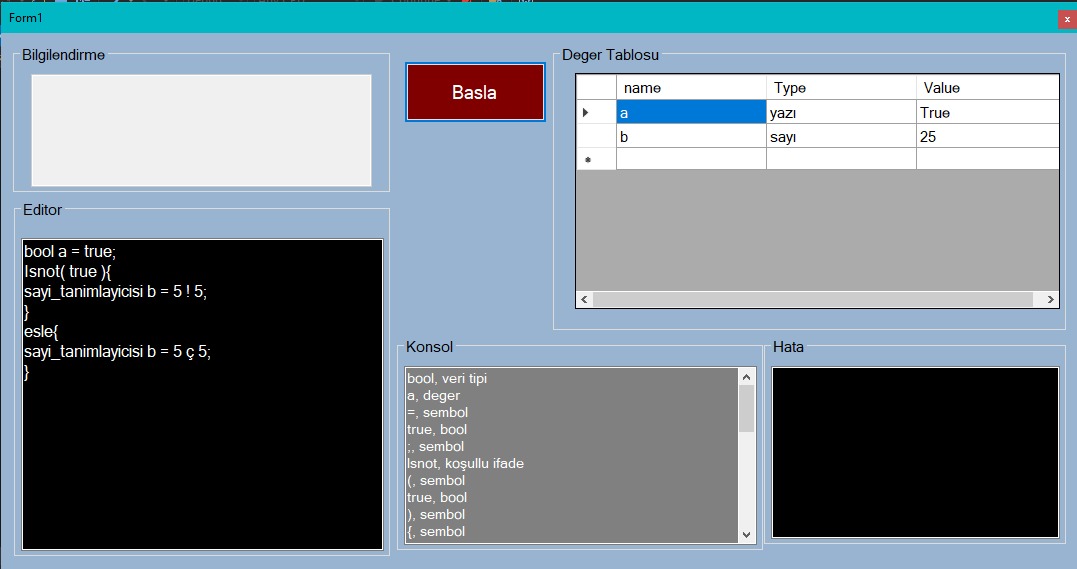 Form1
x
Bilgilendirme
Basla
Deger Tablosu
name Type Value
a yazı True
b sayı 25
Editor
bool a = true;
Isnot( true ){
sayi_tanimlayicisi b = 5 ! 5;
}
esle{
sayi_tanimlayicisi b = 5 ç 5;
}
Konsol
bool, veri tipi
a, deger
=, sembol
true, bool
;, sembol
Isnot, koşullu ifade
(, sembol
true, bool
), sembol
{, sembol
Hata